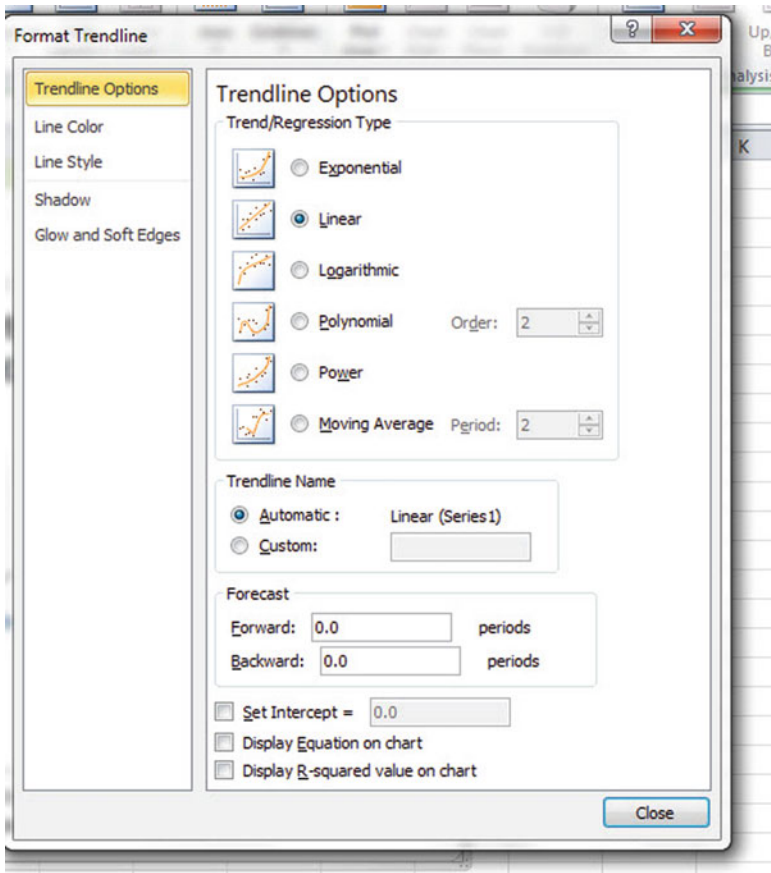 Format Trendline
?
X
Up
alysi
K
Trendline Options
Line Color
Line Style
Shadow
Glow and Soft Edges
Trendline Options
Trend/Regression Type
Exponential
Linear
Logarithmic
Polynomial Order: 2
Power
Moving Average Period: 2
Trendline Name
Automatic : Linear (Series1)
Custom:
Forecast
Forward: 0.0 periods
Backward: 0.0 periods
Set Intercept = 0.0
Display Equation on chart
Display R-squared value on chart
Close